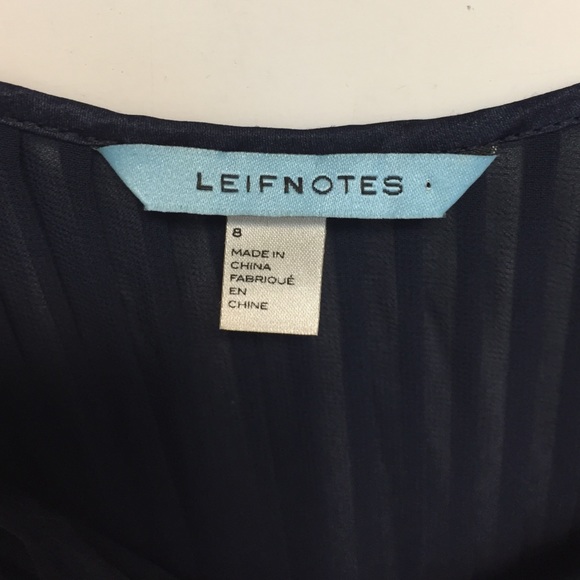 LEIFNOTES
8
MADE IN
CHINA
FABRIQUÉ
EN
CHINE